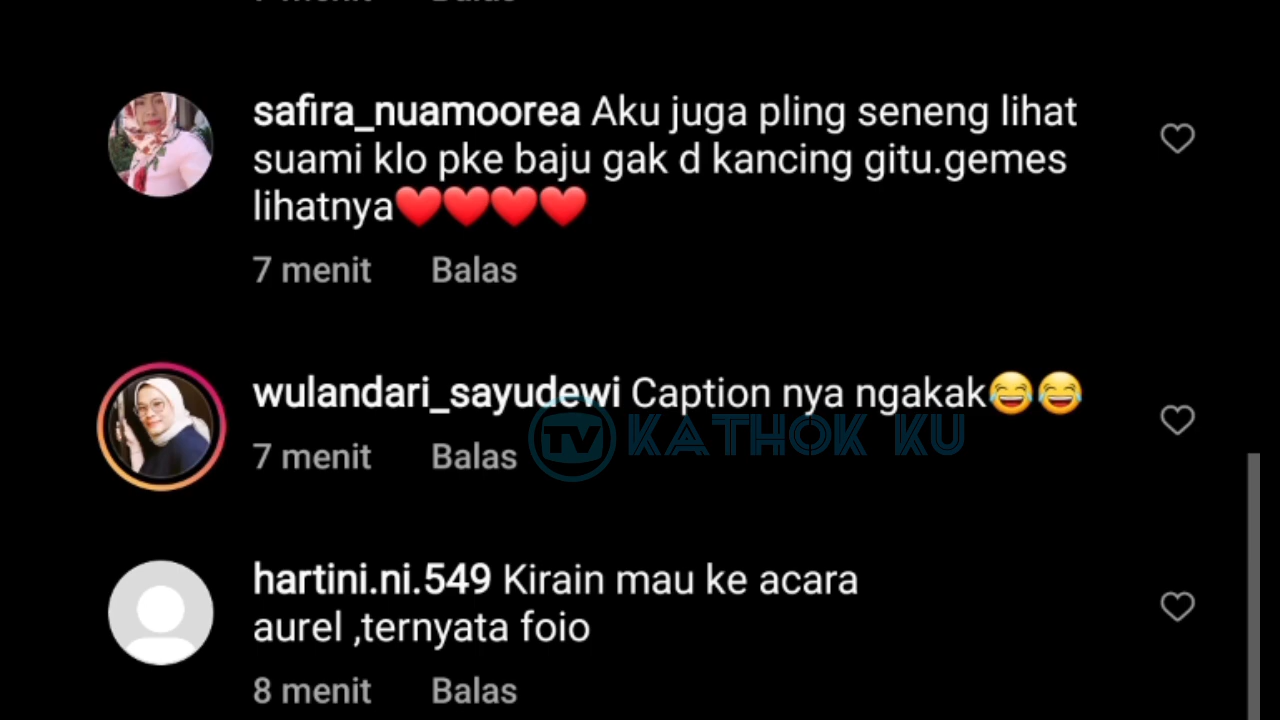 safira_nuamoorea Aku juga pling seneng lihat
suami klo pke baju gak d kancing gitu.gemes
lihatnya❤️❤️❤️❤️
7 menit Balas
wulandari_sayudewi Caption nya ngakak😂😂
7 menit Balas
TV KATHOK KU
hartini.ni.549 Kirain mau ke acara
aurel ,ternyata foio
8 menit Balas